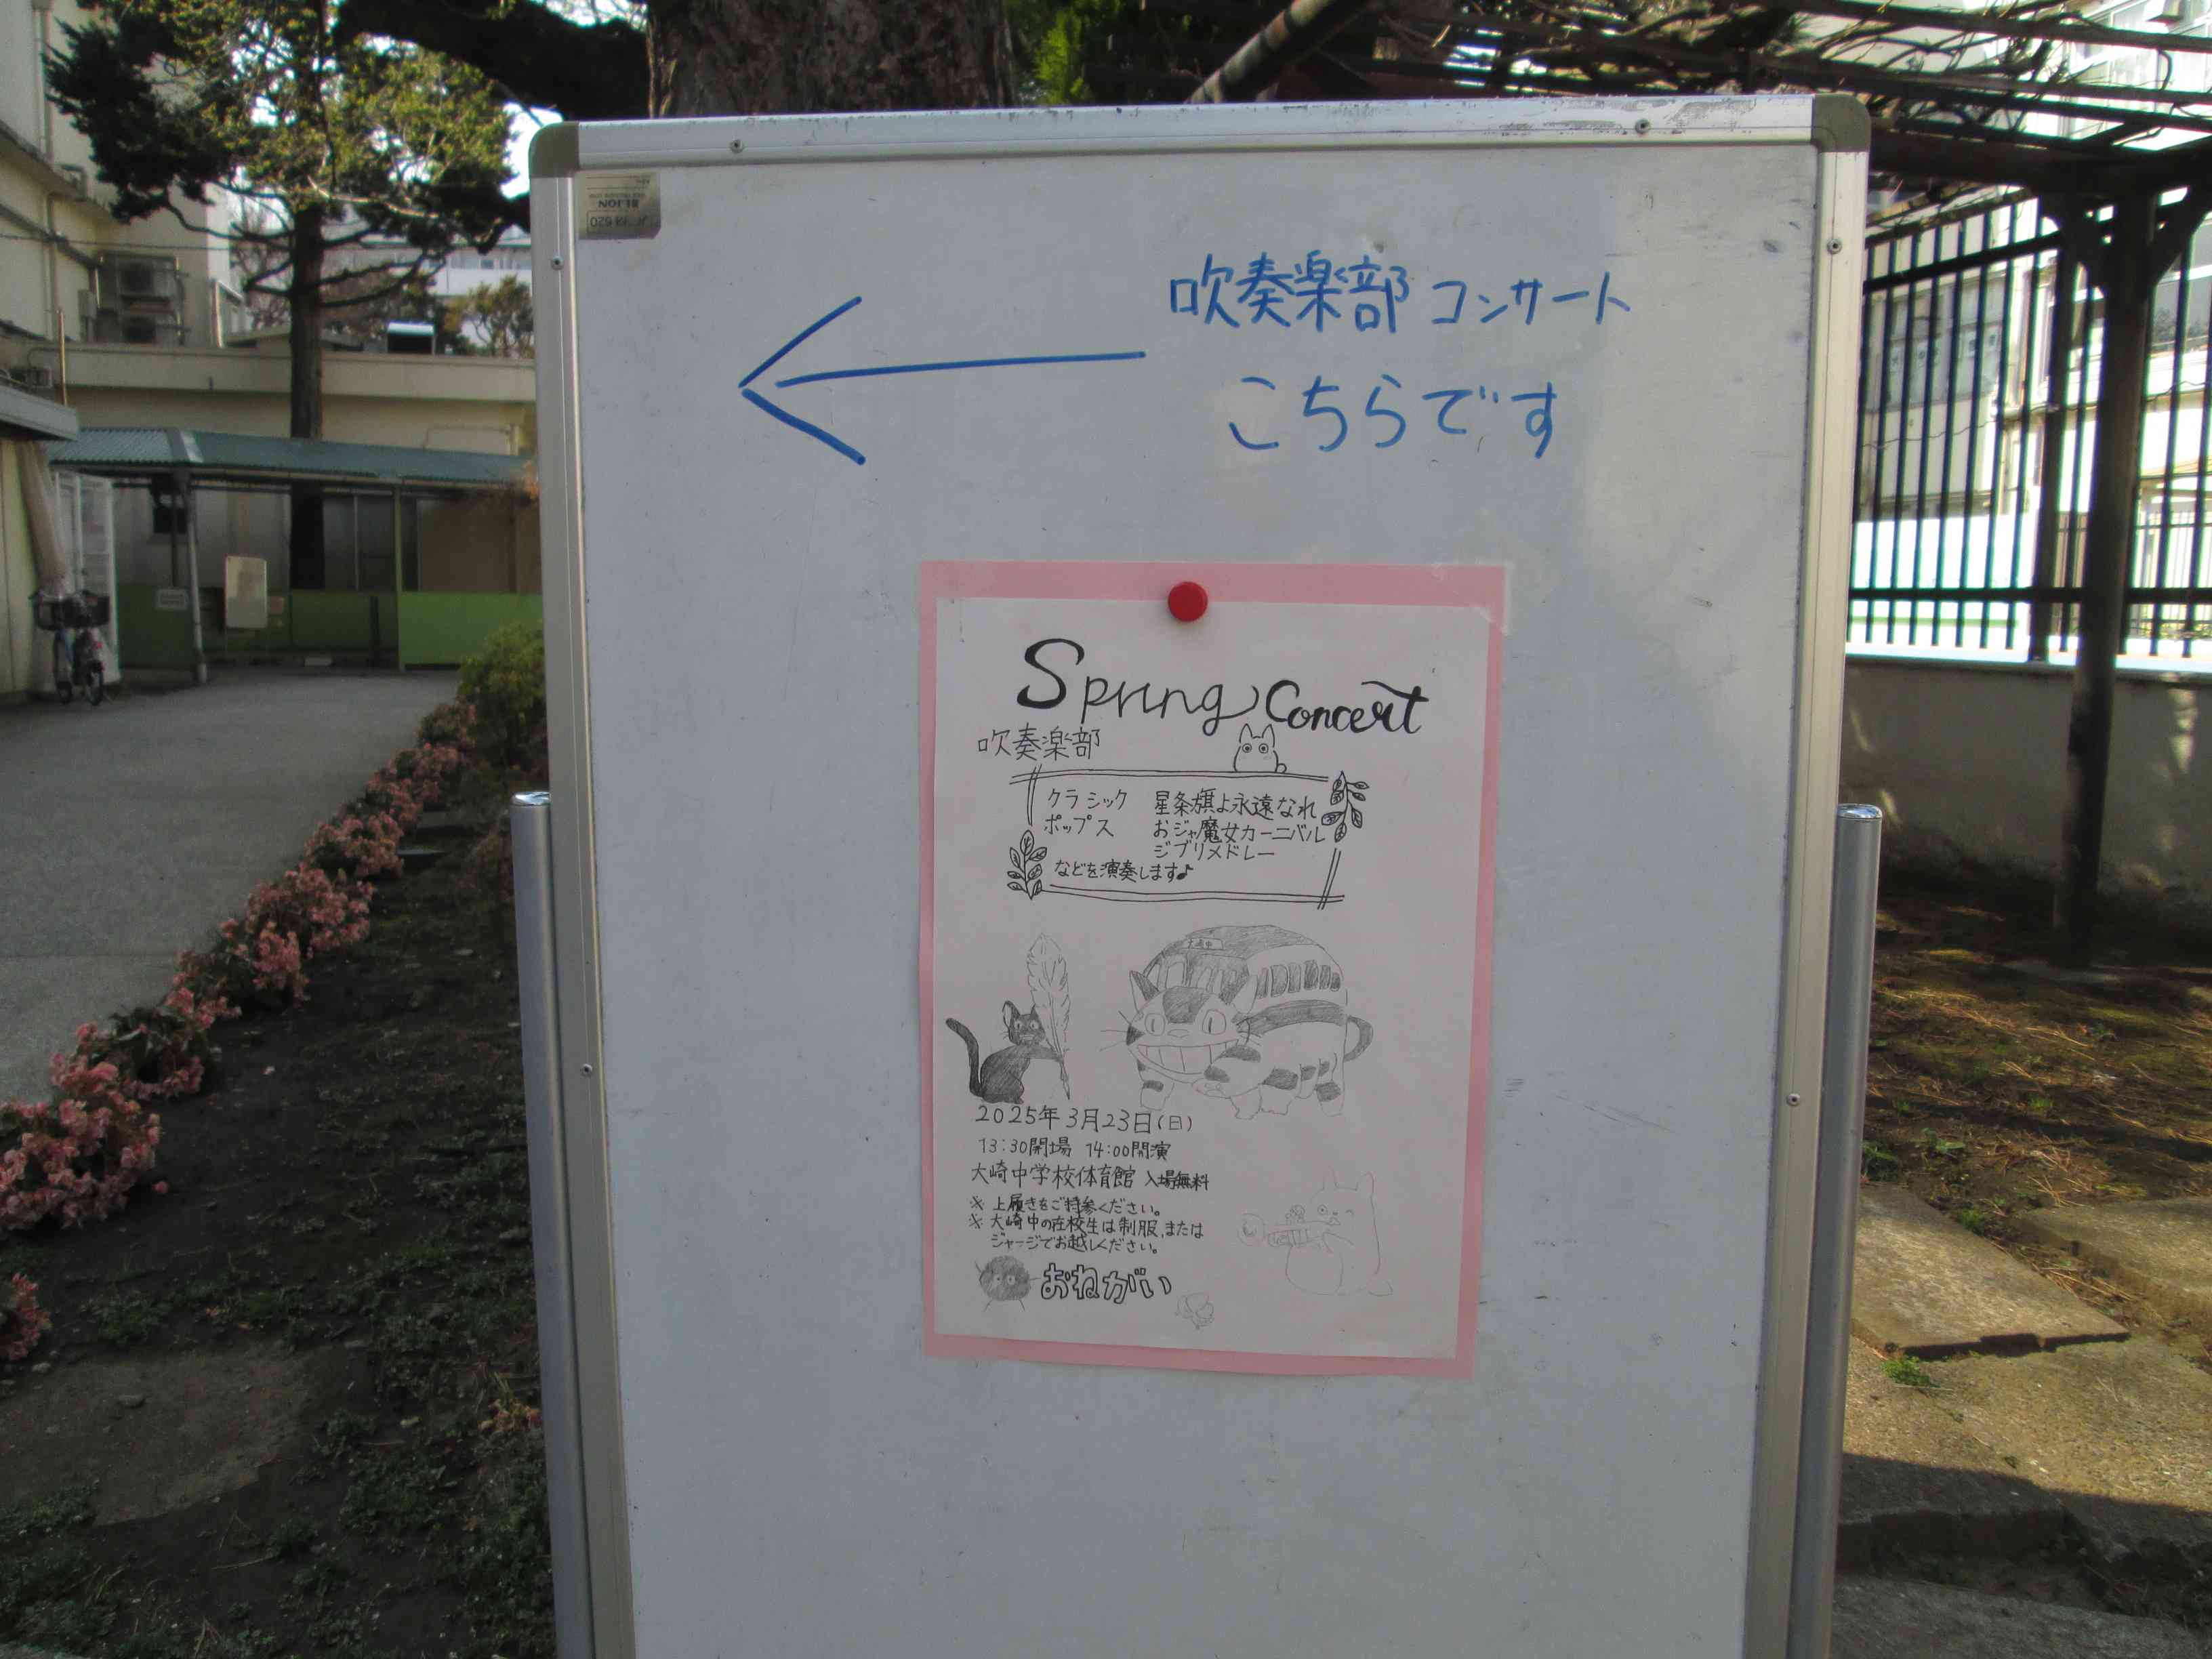 吹奏楽部 コンサート
こちらです
Spring Concert
吹奏楽部
クラシック 星条旗よ永遠なれ
ポップス おジャ魔女カーニバル
ジブリメドレー
などを演奏します♪
大崎中
2025年3月23日(日)
13:30開場 14:00開演
大崎中学校体育館 入場無料
※ 上履きをご持参ください。
※ 大崎中の在校生は制服、または
ジャージでお越しください。
おねがい